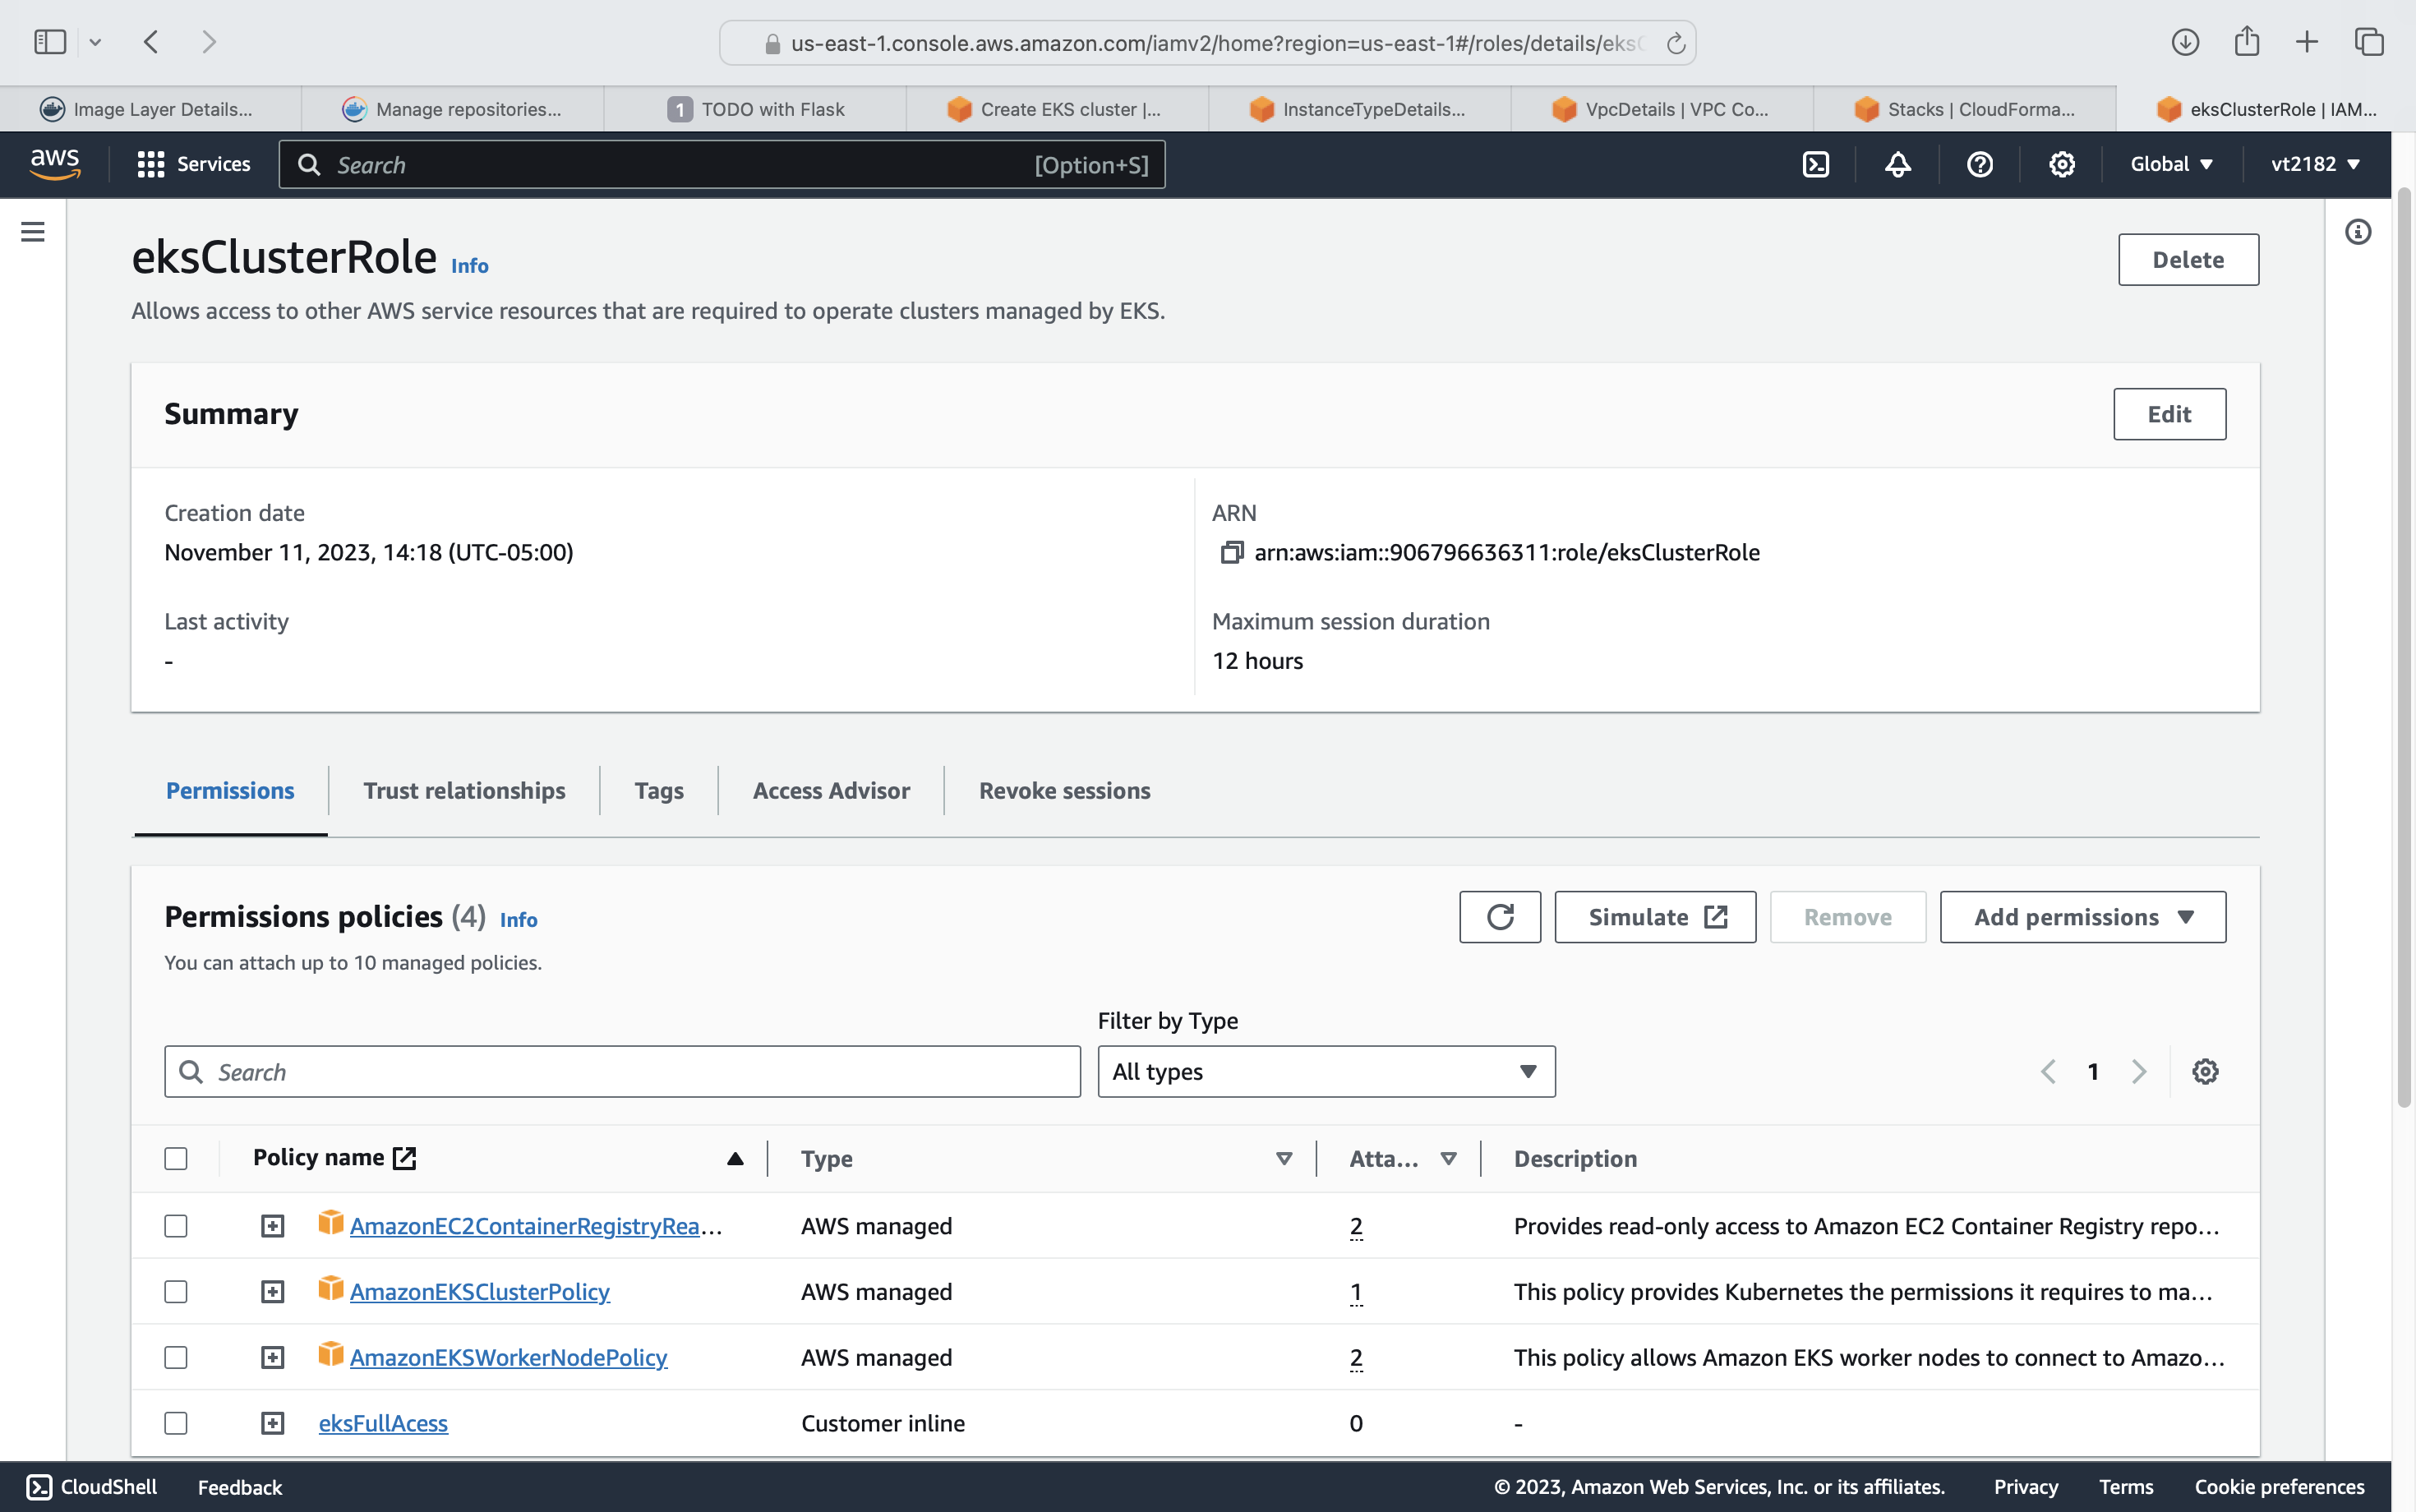 us-east-1.console.aws.amazon.com/iamv2/home?region=us-east-1#/roles/details/eksC
Image Layer Details...
Manage repositories...
1 TODO with Flask
Create EKS cluster |...
InstanceTypeDetails...
VpcDetails | VPC Co...
Stacks | CloudForma...
eksClusterRole | IAM...
aws
Services
Search [Option+S]
Global
vt2182
eksClusterRole Info
Delete
Allows access to other AWS service resources that are required to operate clusters managed by EKS.
Summary
Edit
Creation date
November 11, 2023, 14:18 (UTC-05:00)
ARN
arn:aws:iam::906796636311:role/eksClusterRole
Last activity
-
Maximum session duration
12 hours
Permissions
Trust relationships
Tags
Access Advisor
Revoke sessions
Permissions policies (4) Info
Simulate
Remove
Add permissions
You can attach up to 10 managed policies.
Filter by Type
Search
All types
1
Policy name
Type
Atta...
Description
AmazonEC2ContainerRegistryRea... AWS managed 2 Provides read-only access to Amazon EC2 Container Registry repo...
AmazonEKSClusterPolicy AWS managed 1 This policy provides Kubernetes the permissions it requires to ma...
AmazonEKSWorkerNodePolicy AWS managed 2 This policy allows Amazon EKS worker nodes to connect to Amazo...
eksFullAcess Customer inline 0 -
CloudShell
Feedback
© 2023, Amazon Web Services, Inc. or its affiliates.
Privacy
Terms
Cookie preferences